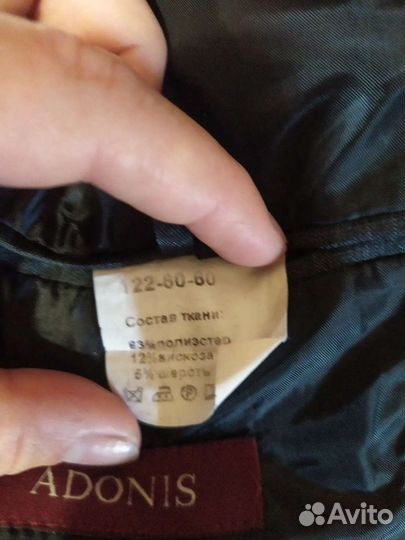 122-60-60
Состав ткани:
83%полиэстер
12%вискоза
5%шерсть
ADONIS
Avito